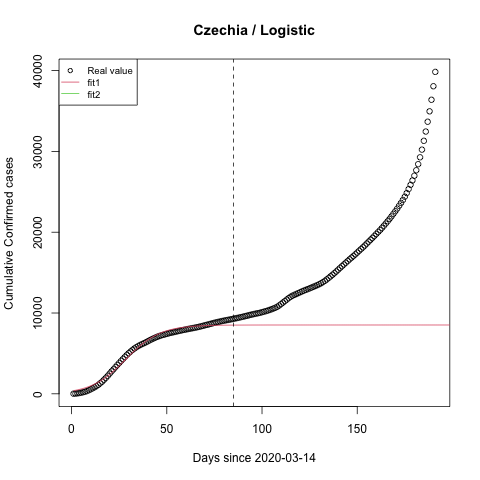 Czechia / Logistic
Real value
fit1
fit2
Cumulative Confirmed cases
40000
30000
20000
10000
0
0 50 100 150
Days since 2020-03-14